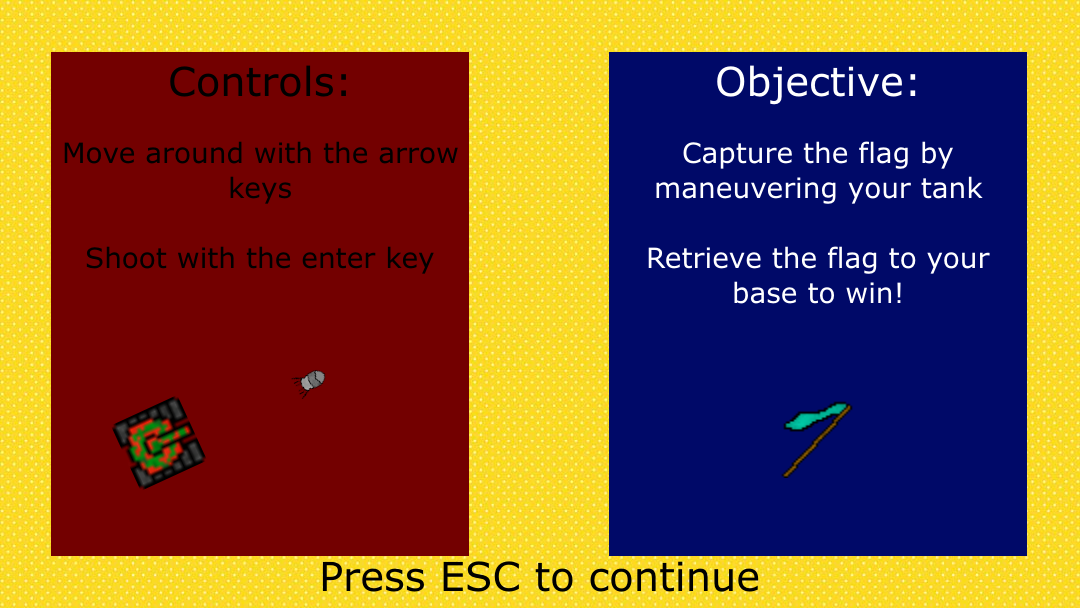 Controls:
Move around with the arrow
keys
Shoot with the enter key
Objective:
Capture the flag by
maneuvering your tank
Retrieve the flag to your
base to win!
Press ESC to continue